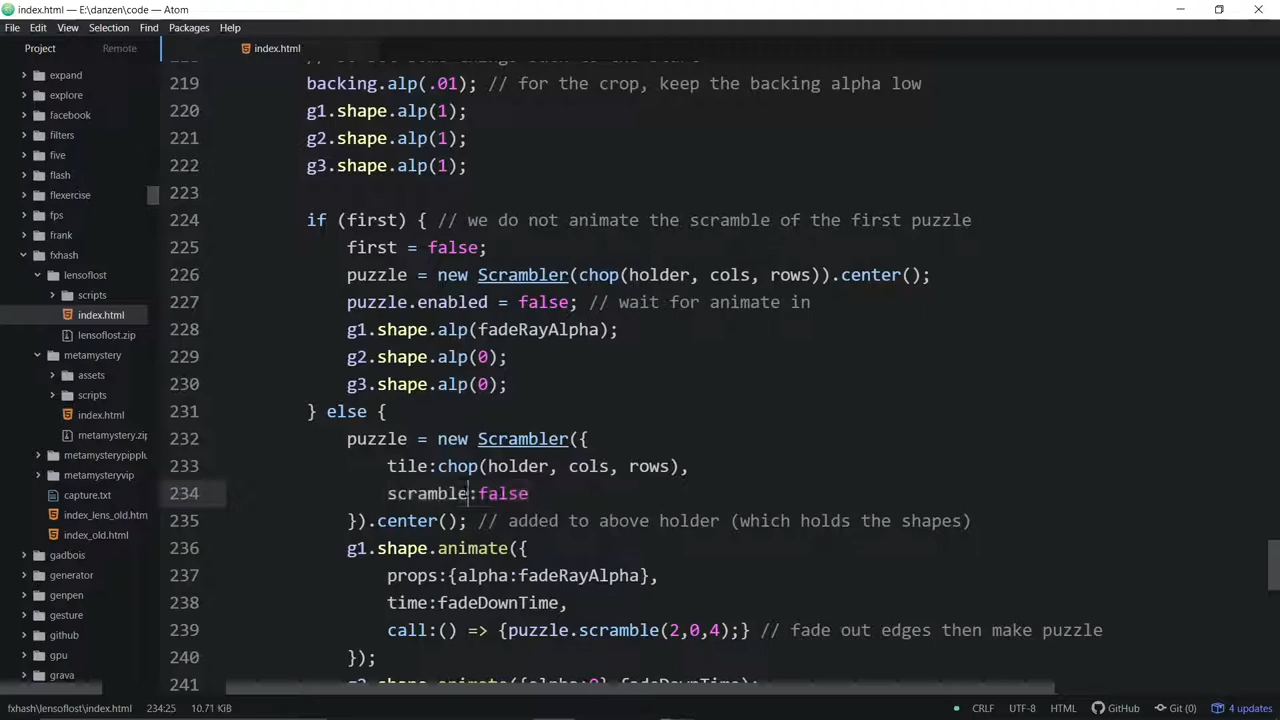 index.html — E:\danzen\code — Atom
File Edit View Selection Find Packages Help
Project Remote
index.html
expand
explore
facebook
filters
five
flash
flexercise
fps
frank
fxhash
lensoflost
scripts
index.html
lensoflost.zip
metamystery
assets
scripts
index.html
metamystery.zip
metamysterypipplu
metamysteryvip
capture.txt
index_lens_old.htm
index_old.html
gadbois
generator
genpen
gesture
github
gpu
grava
219 backing.alp(.01); // for the crop, keep the backing alpha low
220 g1.shape.alp(1);
221 g2.shape.alp(1);
222 g3.shape.alp(1);
223
224 if (first) { // we do not animate the scramble of the first puzzle
225 first = false;
226 puzzle = new Scrambler(chop(holder, cols, rows)).center();
227 puzzle.enabled = false; // wait for animate in
228 g1.shape.alp(fadeRayAlpha);
229 g2.shape.alp(0);
230 g3.shape.alp(0);
231 } else {
232 puzzle = new Scrambler({
233 tile:chop(holder, cols, rows),
234 scramble:false
235 }).center(); // added to above holder (which holds the shapes)
236 g1.shape.animate({
237 props:{alpha:fadeRayAlpha},
238 time:fadeDownTime,
239 call:() => {puzzle.scramble(2,0,4);} // fade out edges then make puzzle
240 });
241
fxhash\lensoflost\index.html 234:25 10.71 KiB CRLF UTF-8 HTML GitHub Git (0) 4 updates